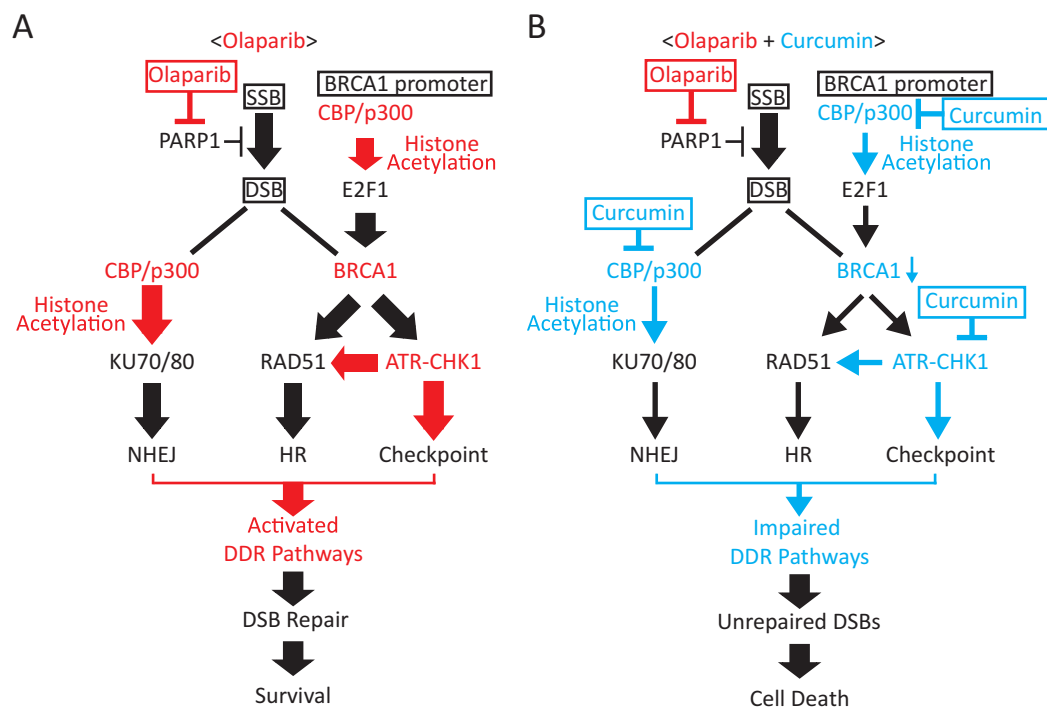 A
<Olaparib>
Olaparib
SSB
BRCA1 promoter
CBP/p300
PARP1
Histone
Acetylation
DSB
E2F1
CBP/p300
BRCA1
Histone
Acetylation
KU70/80
RAD51
ATR-CHK1
NHEJ
HR
Checkpoint
Activated
DDR Pathways
DSB Repair
Survival
B
<Olaparib + Curcumin>
Olaparib
SSB
BRCA1 promoter
CBP/p300
Curcumin
PARP1
Histone
Acetylation
DSB
E2F1
Curcumin
CBP/p300
BRCA1
Curcumin
Histone
Acetylation
KU70/80
RAD51
ATR-CHK1
NHEJ
HR
Checkpoint
Impaired
DDR Pathways
Unrepaired DSBs
Cell Death